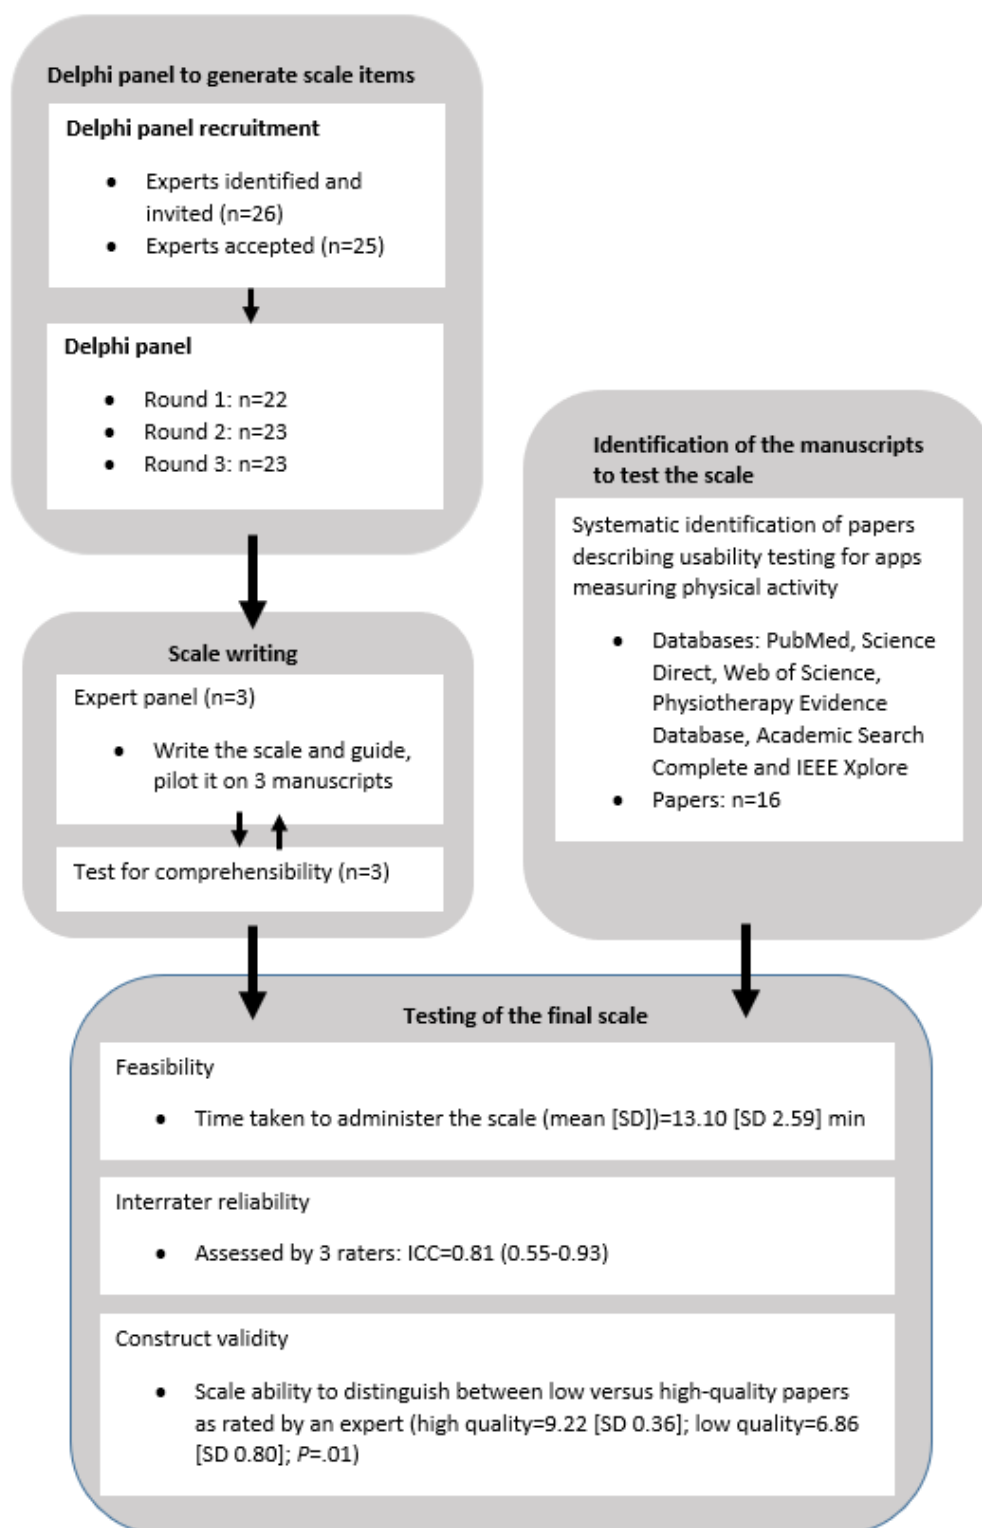 Delphi panel to generate scale items
Delphi panel recruitment
• Experts identified and
invited (n=26)
• Experts accepted (n=25)
Delphi panel
• Round 1: n=22
• Round 2: n=23
• Round 3: n=23
Scale writing
Expert panel (n=3)
• Write the scale and guide,
pilot it on 3 manuscripts
Test for comprehensibility (n=3)
Identification of the manuscripts
to test the scale
Systematic identification of papers
describing usability testing for apps
measuring physical activity
• Databases: PubMed, Science
Direct, Web of Science,
Physiotherapy Evidence
Database, Academic Search
Complete and IEEE Xplore
• Papers: n=16
Testing of the final scale
Feasibility
• Time taken to administer the scale (mean [SD])=13.10 [SD 2.59] min
Interrater reliability
• Assessed by 3 raters: ICC=0.81 (0.55-0.93)
Construct validity
• Scale ability to distinguish between low versus high-quality papers
as rated by an expert (high quality=9.22 [SD 0.36]; low quality=6.86
[SD 0.80]; P=.01)